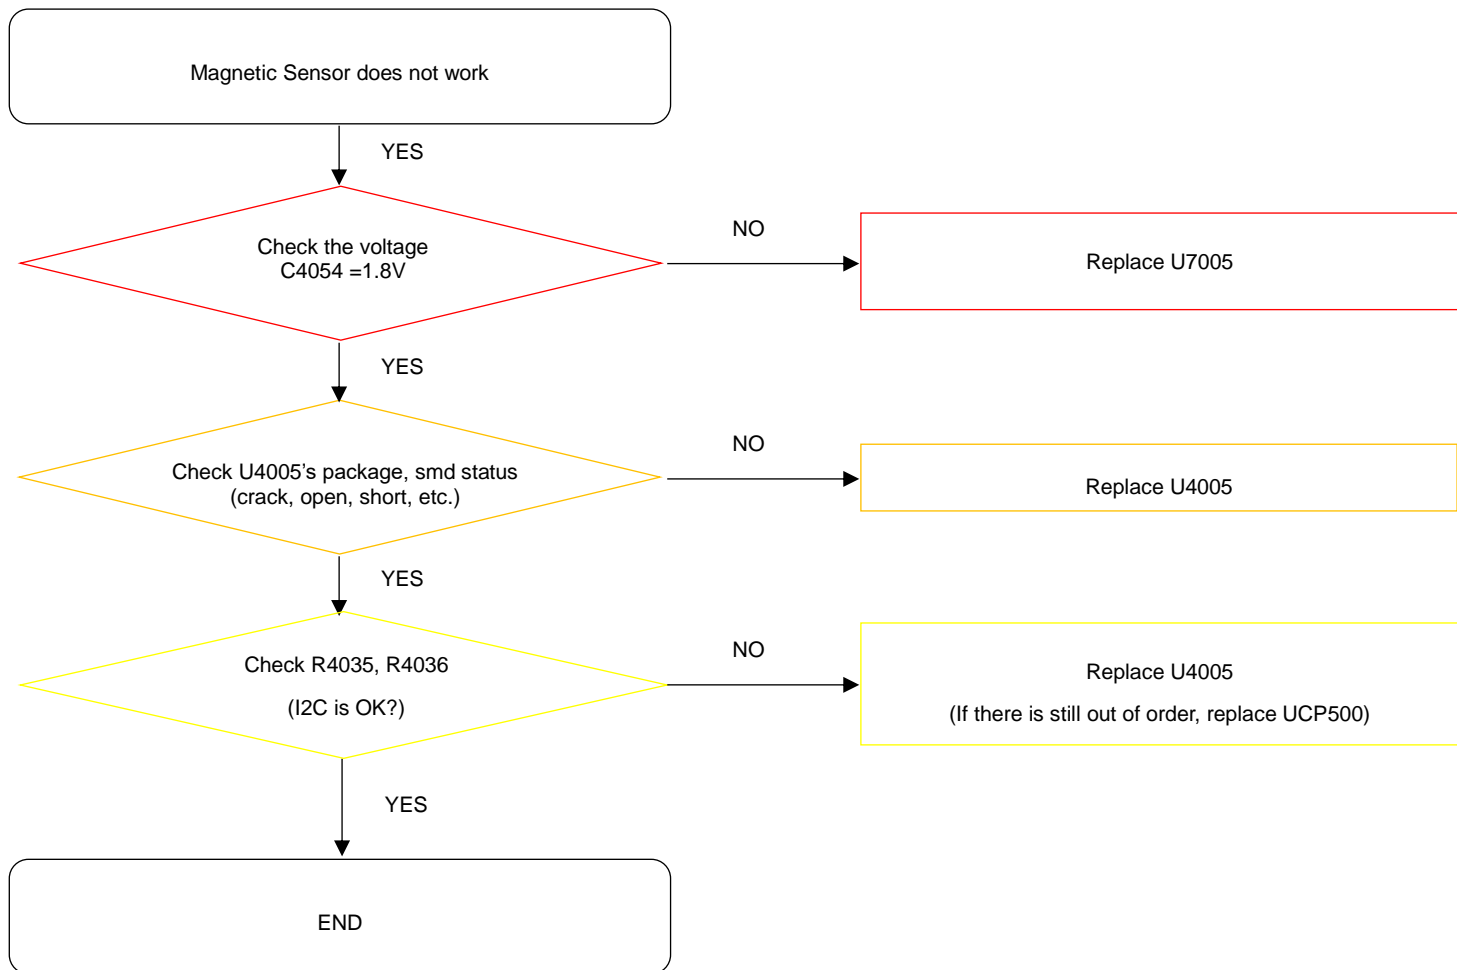 Magnetic Sensor does not work
YES
Check the voltage
C4054 =1.8V
NO
Replace U7005
YES
Check U4005’s package, smd status
(crack, open, short, etc.)
NO
Replace U4005
YES
Check R4035, R4036
(I2C is OK?)
NO
Replace U4005
(If there is still out of order, replace UCP500)
YES
END